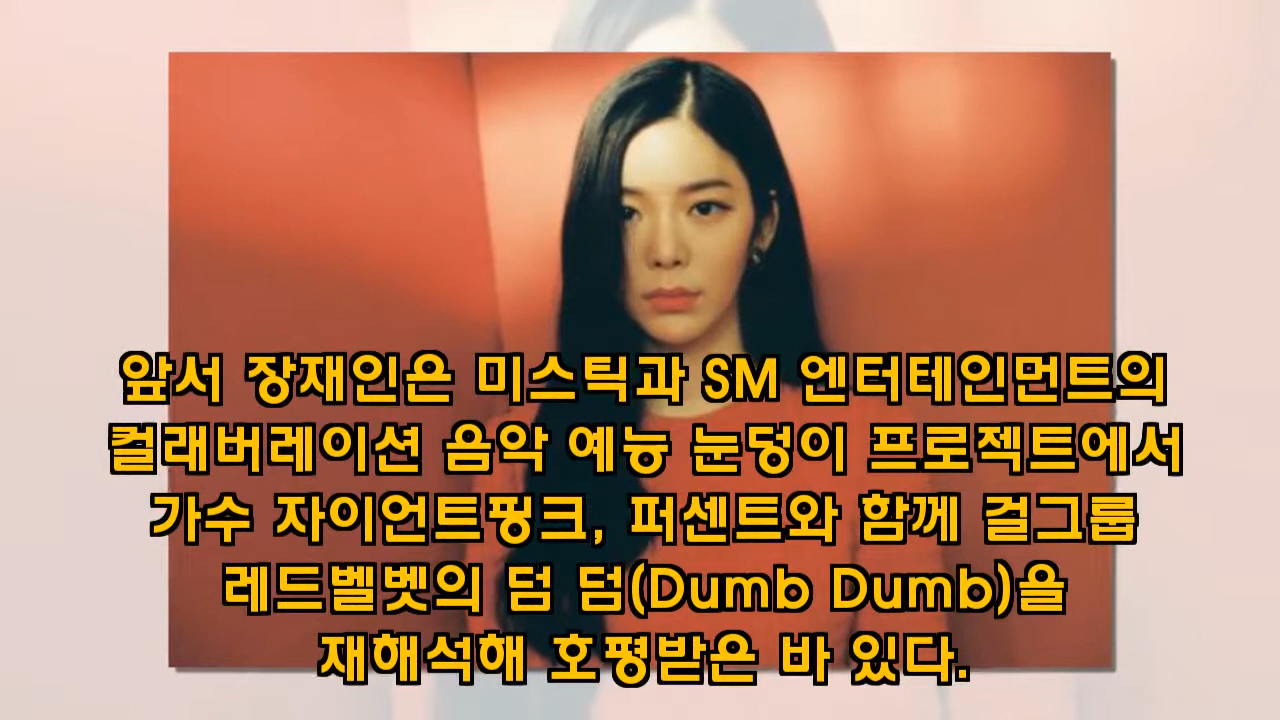 앞서 장재인은 미스틱과 SM 엔터테인먼트의
컬래버레이션 음악 예능 눈덩이 프로젝트에서
가수 자이언트핑크, 퍼센트와 함께 걸그룹
레드벨벳의 덤 덤(Dumb Dumb)을
재해석해 호평받은 바 있다.